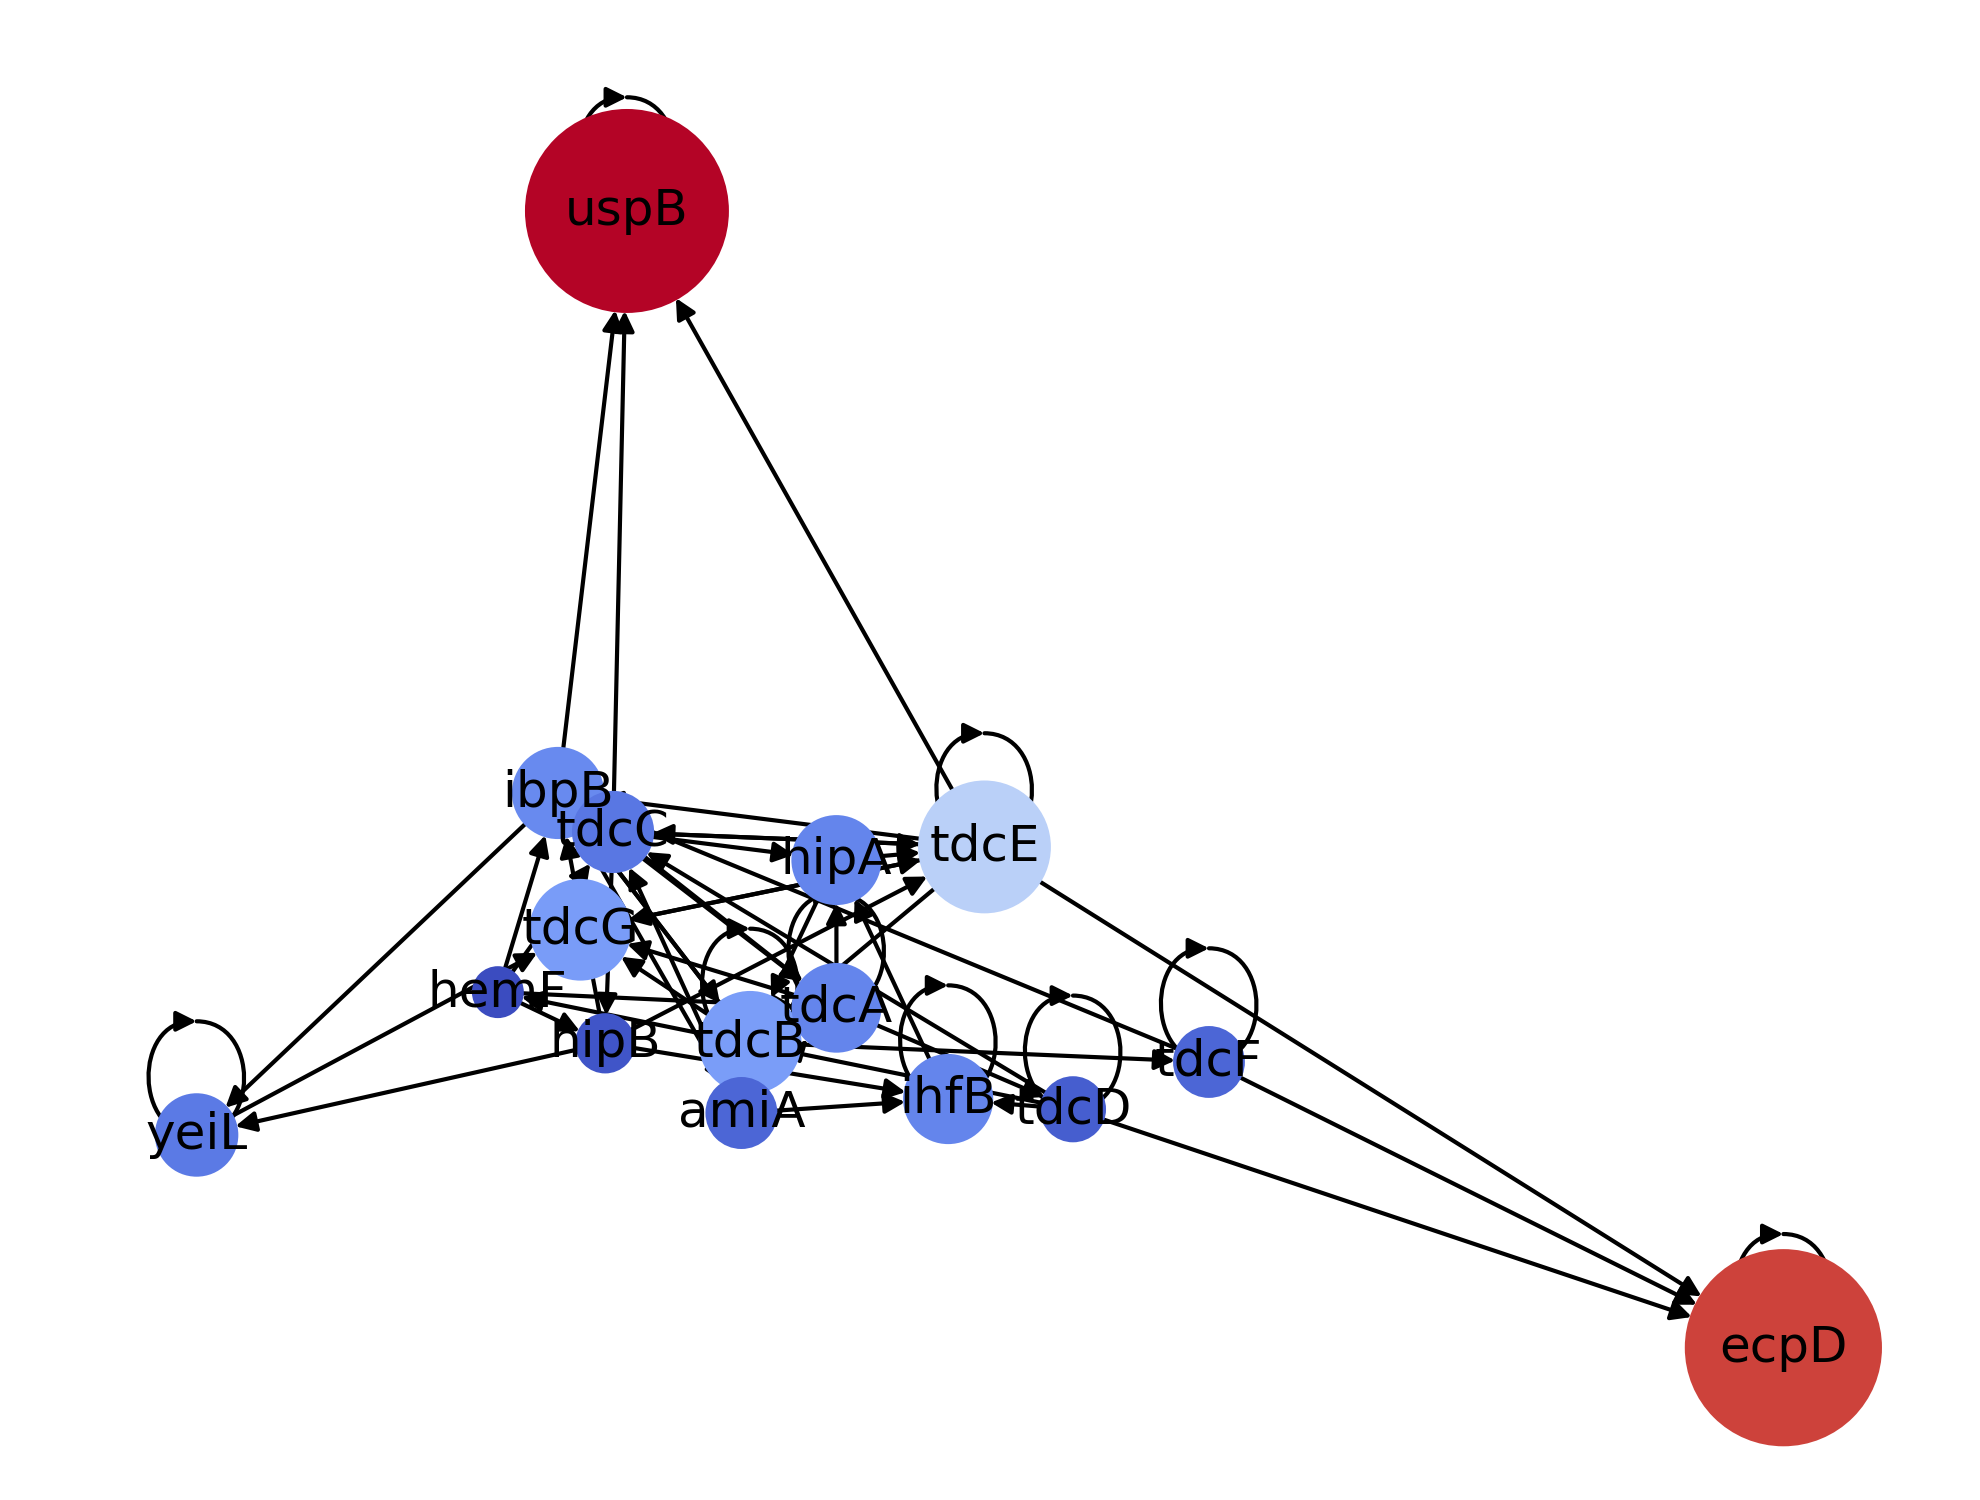 uspB
ibpB
tdcC
hipA
tdcE
tdcG
hemF
tdcA
hipB
tdcB
tdcF
ihfB
tdcD
amiA
yeiL
ecpD